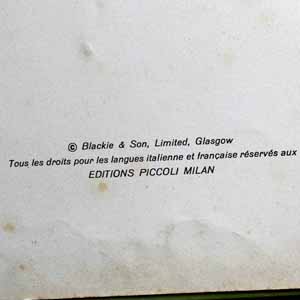 © Blackie & Son, Limited, Glasgow
Tous les droits pour les langues italienne et française réservés aux
EDITIONS PICCOLI MILAN